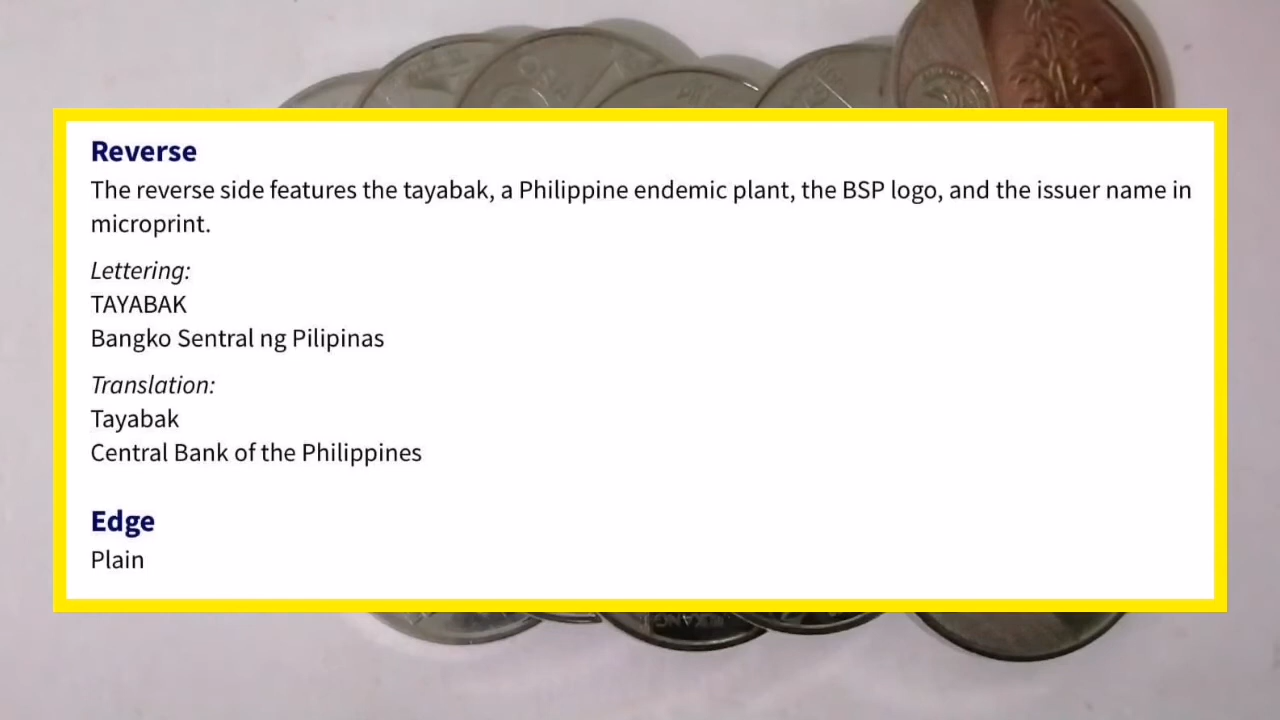 Reverse
The reverse side features the tayabak, a Philippine endemic plant, the BSP logo, and the issuer name in
microprint.
Lettering:
TAYABAK
Bangko Sentral ng Pilipinas
Translation:
Tayabak
Central Bank of the Philippines
Edge
Plain